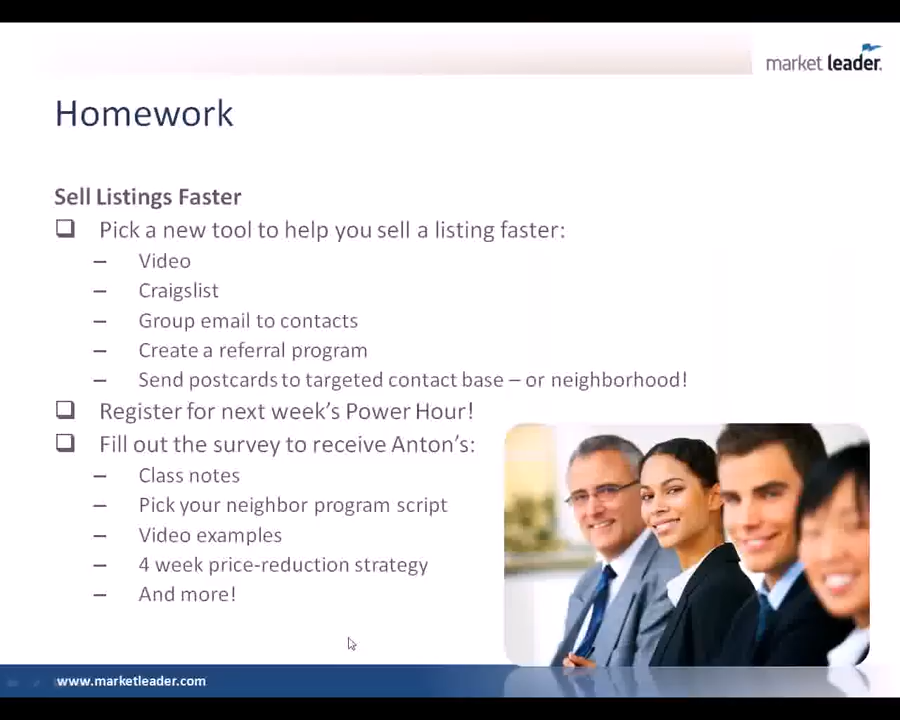 market leader.
Homework
Sell Listings Faster
❑ Pick a new tool to help you sell a listing faster:
– Video
– Craigslist
– Group email to contacts
– Create a referral program
– Send postcards to targeted contact base – or neighborhood!
❑ Register for next week's Power Hour!
❑ Fill out the survey to receive Anton's:
– Class notes
– Pick your neighbor program script
– Video examples
– 4 week price-reduction strategy
– And more!
www.marketleader.com